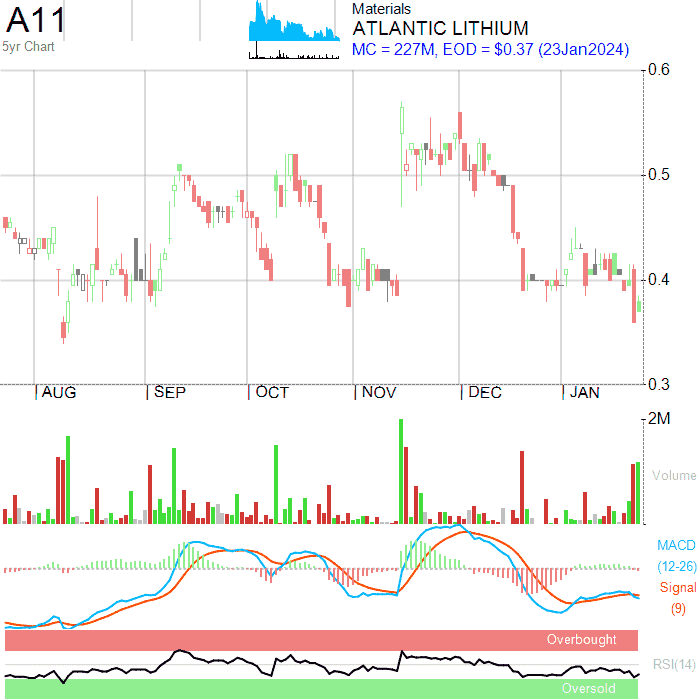 A11
5yr Chart
Materials
ATLANTIC LITHIUM
MC = 227M, EOD = $0.37 (23Jan2024)
0.6
0.5
0.4
0.3
AUG
SEP
OCT
NOV
DEC
JAN
2M
Volume
MACD
(12-26)
Signal
(9)
Overbought
RSI(14)
Oversold